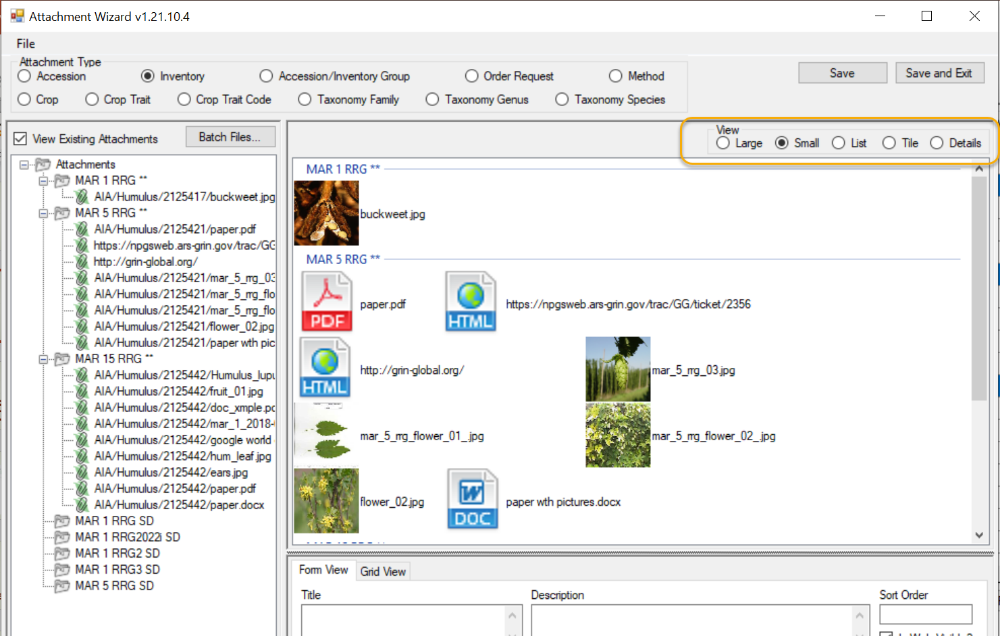 Attachment Wizard v1.21.10.4
File
Attachment Type
Accession Inventory Accession/Inventory Group Order Request Method
Crop Crop Trait Crop Trait Code Taxonomy Family Taxonomy Genus Taxonomy Species
Save Save and Exit
View Existing Attachments Batch Files...
Attachments
MAR 1 RRG **
AIA/Humulus/2125417/buckweet.jpg
MAR 5 RRG **
AIA/Humulus/2125421/paper.pdf
https://npgsweb.ars-grin.gov/trac/GG
http://grin-global.org/
AIA/Humulus/2125421/mar_5_rrg_03
AIA/Humulus/2125421/mar_5_rrg_flo
AIA/Humulus/2125421/mar_5_rrg_flo
AIA/Humulus/2125421/flower_02.jpg
AIA/Humulus/2125421/paper wth pic
MAR 15 RRG **
AIA/Humulus/2125442/Humulus_lupu
AIA/Humulus/2125442/fruit_01.jpg
AIA/Humulus/2125442/doc_xmple.pd
AIA/Humulus/2125442/mar_1_2018-
AIA/Humulus/2125442/google world
AIA/Humulus/2125442/hum_leaf.jpg
AIA/Humulus/2125442/ears.jpg
AIA/Humulus/2125442/paper.pdf
AIA/Humulus/2125442/paper.docx
MAR 1 RRG SD
MAR 1 RRG2022i SD
MAR 1 RRG2 SD
MAR 1 RRG3 SD
MAR 5 RRG SD
View
Large Small List Tile Details
MAR 1 RRG **
buckweet.jpg
MAR 5 RRG **
PDF paper.pdf HTML https://npgsweb.ars-grin.gov/trac/GG/ticket/2356
HTML http://grin-global.org/ mar_5_rrg_03.jpg
mar_5_rrg_flower_01_.jpg mar_5_rrg_flower_02_.jpg
flower_02.jpg W DOC paper wth pictures.docx
Form View Grid View
Title Description Sort Order